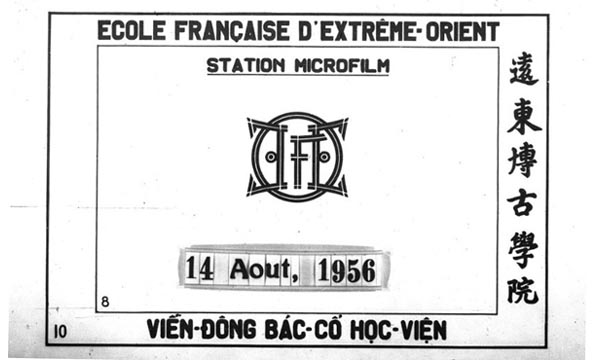 ECOLE FRANÇAISE D'EXTRÊME-ORIENT
STATION MICROFILM
遠東博古學院
14 Aout, 1956
8
10
VIỄN-ĐÔNG BÁC-CỔ HỌC-VIỆN